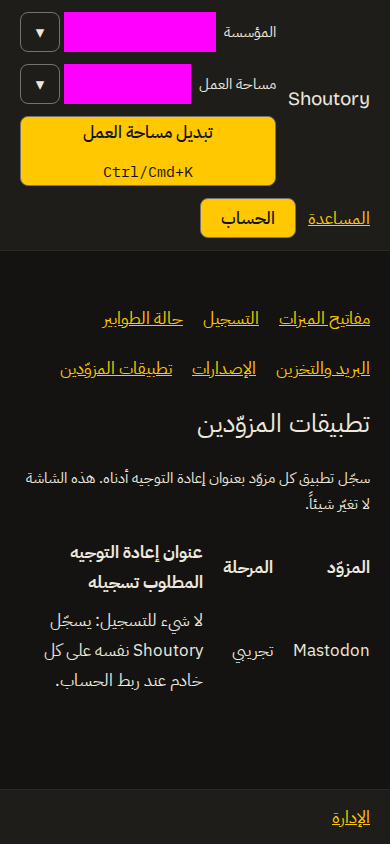 Shoutory
المؤسسة ▼
مساحة العمل ▼
تبديل مساحة العمل
Ctrl/Cmd+K
المساعدة الحساب
مفاتيح الميزات التسجيل حالة الطوابير
البريد والتخزين الإصدارات تطبيقات المزوّدين
تطبيقات المزوّدين
سجّل تطبيق كل مزوّد بعنوان إعادة التوجيه أدناه. هذه الشاشة
لا تغيّر شيئاً.
المزوّد المرحلة عنوان إعادة التوجيه
المطلوب تسجيله
Mastodon تجريبي لا شيء للتسجيل: يسجّل
Shoutory نفسه على كل
خادم عند ربط الحساب.
الإدارة